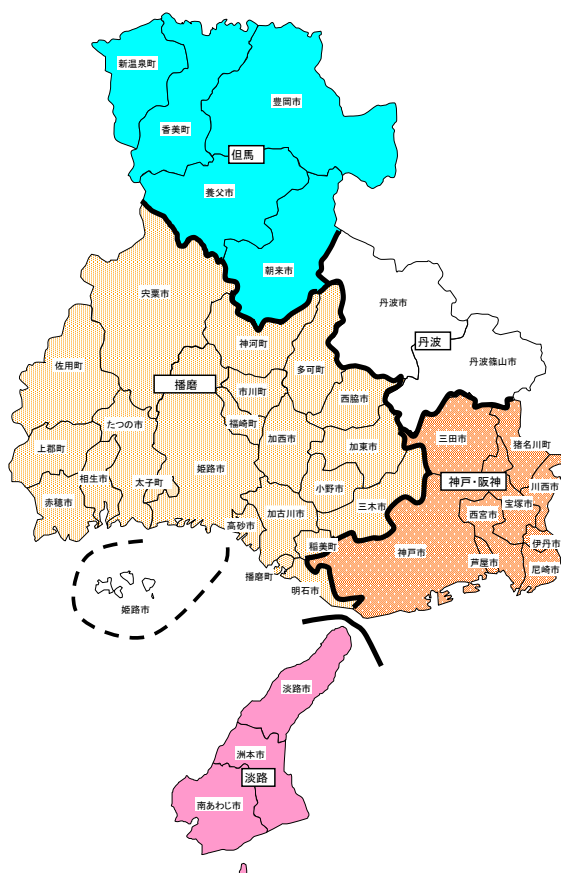 新温泉町
豊岡市
香美町
但馬
養父市
朝来市
宍粟市
丹波市
神河町
丹波
丹波篠山市
佐用町
多可町
播磨
市川町
西脇市
たつの市
福崎町
加西市
加東市
三田市
猪名川町
上郡町
姫路市
相生市
太子町
神戸・阪神
川西市
小野市
赤穂市
三木市
宝塚市
西宮市
加古川市
高砂市
稲美町
神戸市
伊丹市
芦屋市
尼崎市
播磨町
明石市
姫路市
淡路市
洲本市
淡路
南あわじ市